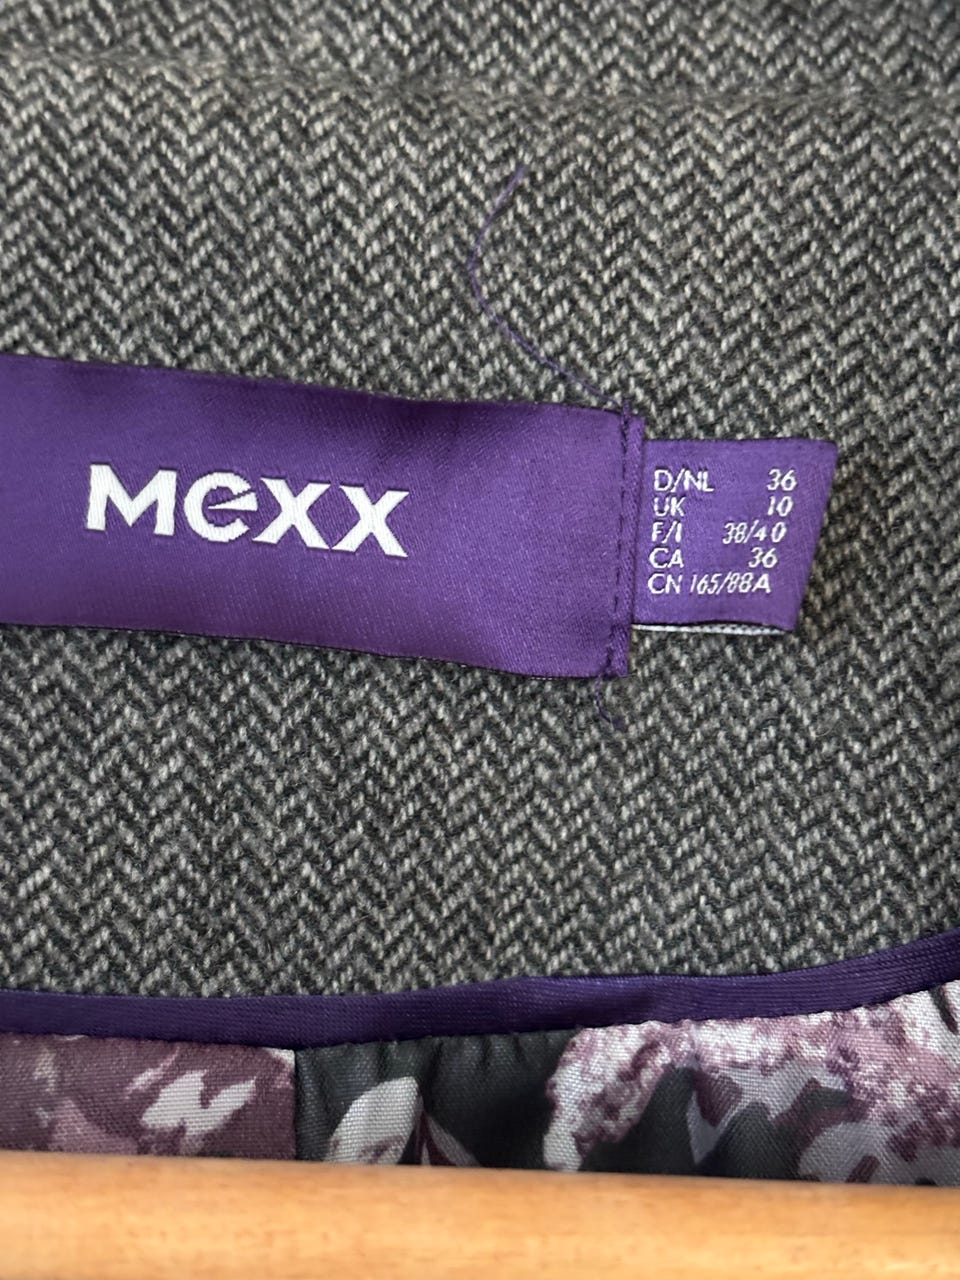 Mexx
D/NL 36
UK 10
F/I 38/40
CA 36
CN 165/88A